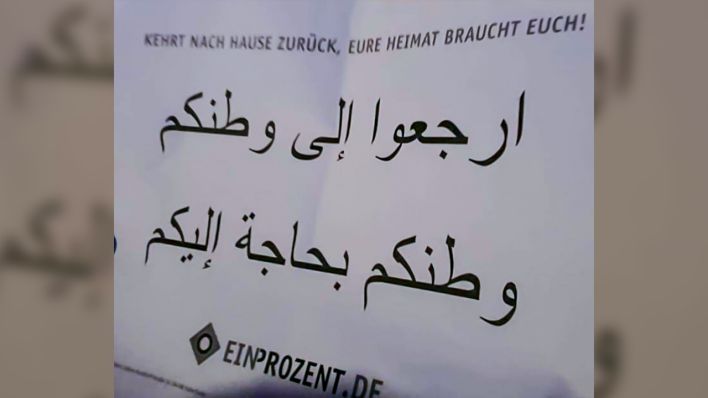 KEHRT NACH HAUSE ZURÜCK, EURE HEIMAT BRAUCHT EUCH!
ارجعوا إلى وطنكم
وطنكم بحاجة إليكم
EINPROZENT.DE